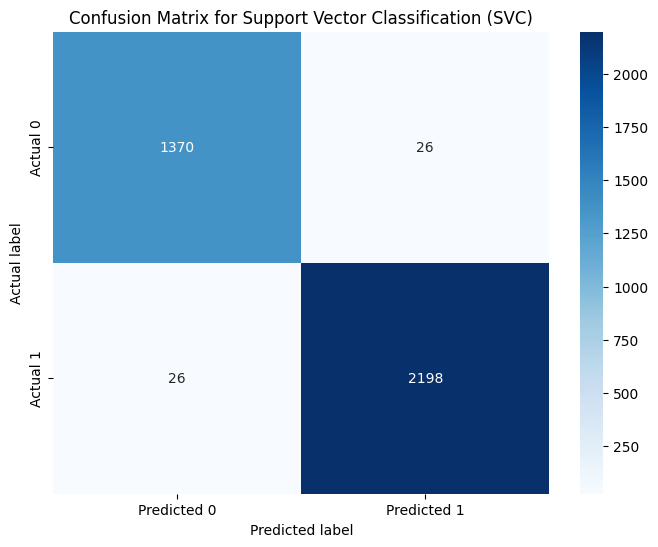 Confusion Matrix for Support Vector Classification (SVC)
Actual label
Actual 0
1370
26
Actual 1
26
2198
Predicted 0
Predicted 1
Predicted label
2000
1750
1500
1250
1000
750
500
250